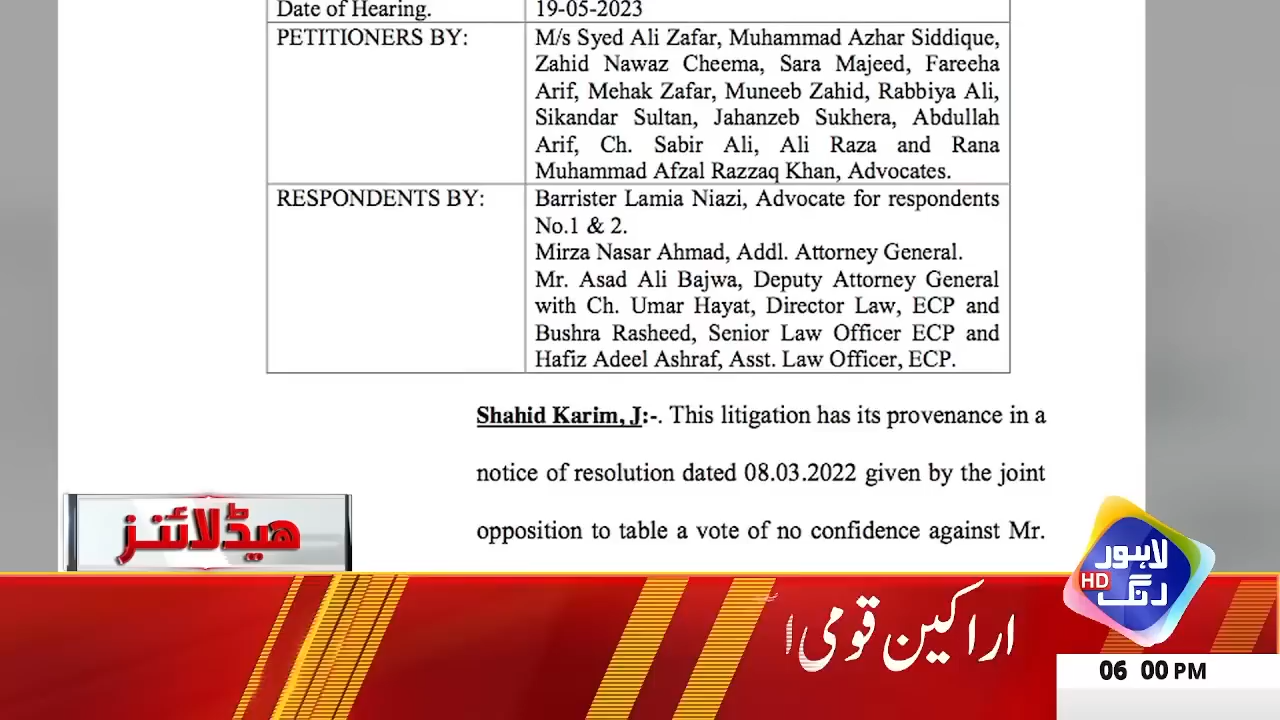 Date of Hearing.
19-05-2023
PETITIONERS BY:
M/s Syed Ali Zafar, Muhammad Azhar Siddique,
Zahid Nawaz Cheema, Sara Majeed, Fareeha
Arif, Mehak Zafar, Muneeb Zahid, Rabbiya Ali,
Sikandar Sultan, Jahanzeb Sukhera, Abdullah
Arif, Ch. Sabir Ali, Ali Raza and Rana
Muhammad Afzal Razzaq Khan, Advocates.
RESPONDENTS BY:
Barrister Lamia Niazi, Advocate for respondents
No.1 & 2.
Mirza Nasar Ahmad, Addl. Attorney General.
Mr. Asad Ali Bajwa, Deputy Attorney General
with Ch. Umar Hayat, Director Law, ECP and
Bushra Rasheed, Senior Law Officer ECP and
Hafiz Adeel Ashraf, Asst. Law Officer, ECP.
Shahid Karim, J:-. This litigation has its provenance in a
notice of resolution dated 08.03.2022 given by the joint
opposition to table a vote of no confidence against Mr.
ہیڈلائنز
لاہور
HD
رنگ
اراکین قومی
06 00 PM